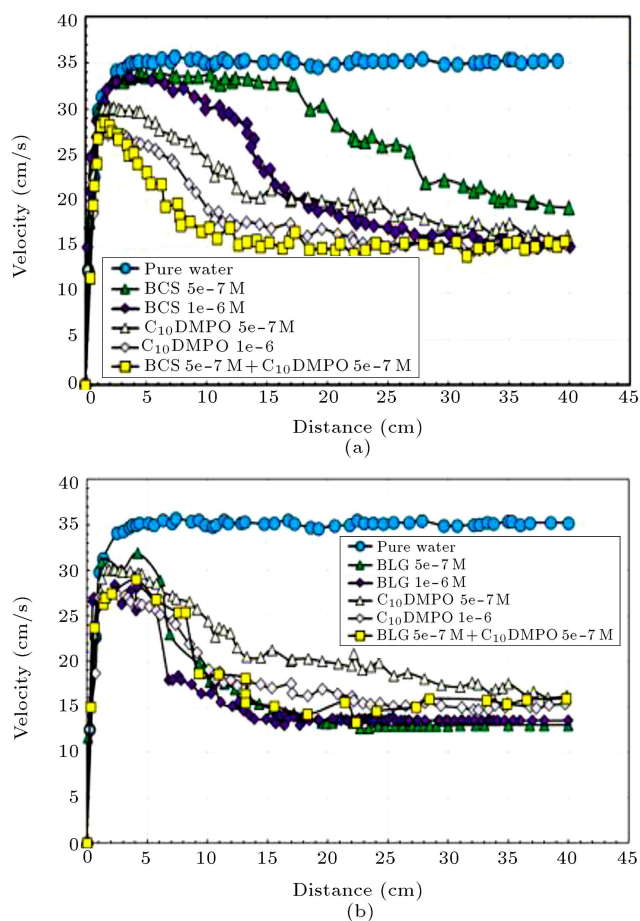 40
35
30
25
20
15
10
5
0
Velocity (cm/s)
Pure water
BCS 5e-7 M
BCS 1e-6 M
C₁₀DMPO 5e-7 M
C₁₀DMPO 1e-6
BCS 5e-7 M + C₁₀DMPO 5e-7 M
0 5 10 15 20 25 30 35 40 45
Distance (cm)
(a)
40
35
30
25
20
15
10
5
0
Velocity (cm/s)
Pure water
BLG 5e-7 M
BLG 1e-6 M
C₁₀DMPO 5e-7 M
C₁₀DMPO 1e-6
BLG 5e-7 M + C₁₀DMPO 5e-7 M
0 5 10 15 20 25 30 35 40 45
Distance (cm)
(b)